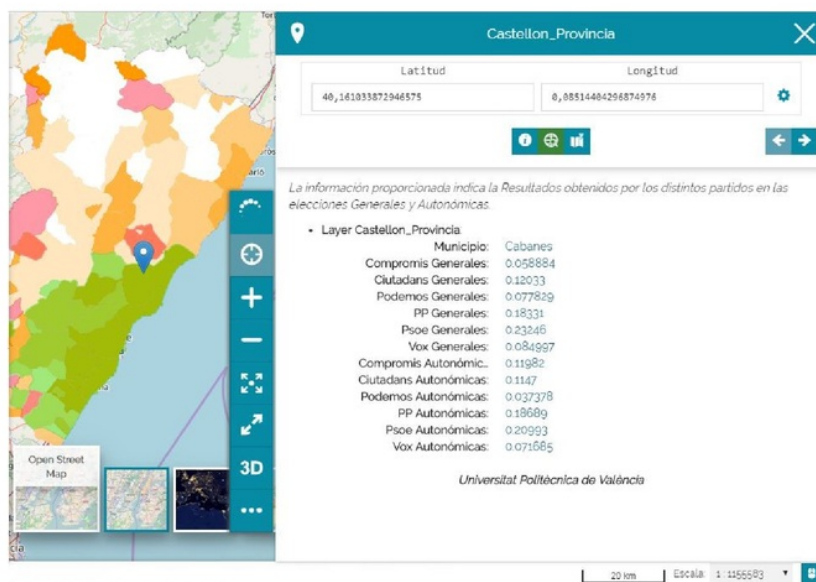 Castellon_Provincia
Latitud
Longitud
40,161033872946575
0,08514404296874976
La información proporcionada indica la Resultados obtenidos por los distintos partidos en las
elecciones Generales y Autonómicas.
• Layer Castellon_Provincia
Municipio: Cabanes
Compromis Generales: 0.058884
Ciutadans Generales: 0.12033
Podemos Generales: 0.077829
PP Generales: 0.18331
Psoe Generales: 0.23246
Vox Generales: 0.084997
Compromis Autonómic...: 0.11982
Ciutadans Autonómicas: 0.1147
Podemos Autonómicas: 0.037378
PP Autonómicas: 0.18689
Psoe Autonómicas: 0.20993
Vox Autonómicas: 0.071685
Universitat Politècnica de València
3D
Open Street
Map
20 km
Escala: 1:1155583